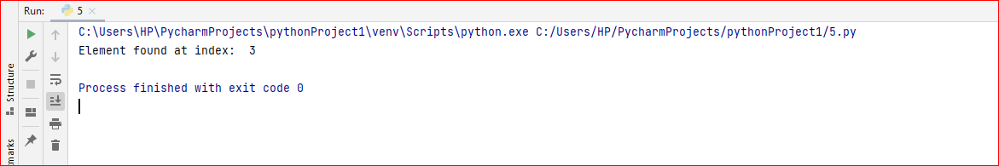 Run: 5
C:\Users\HP\PycharmProjects\pythonProject1\venv\Scripts\python.exe C:/Users/HP/PycharmProjects/pythonProject1/5.py
Element found at index:  3
Process finished with exit code 0
Structure
marks